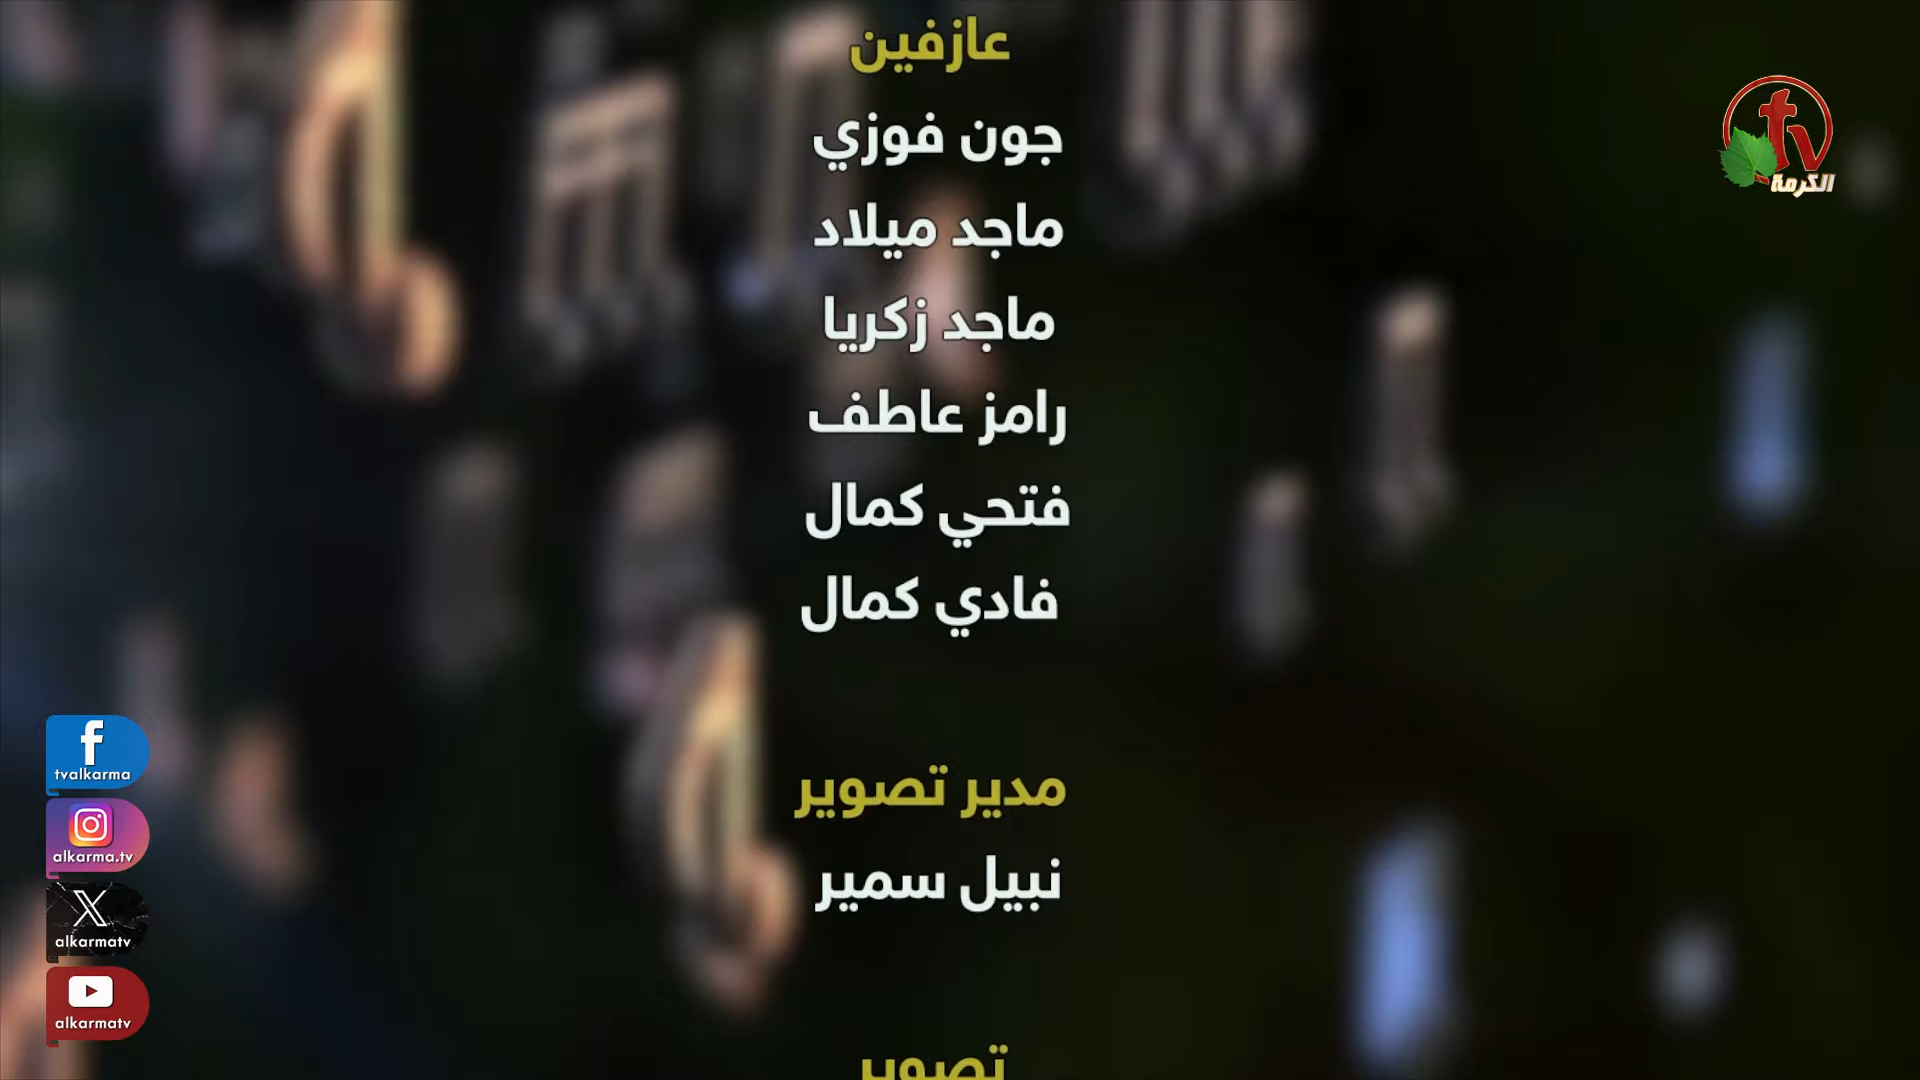 عازفين
جون فوزي
ماجد ميلاد
ماجد زكريا
رامز عاطف
فتحي كمال
فادي كمال
مدير تصوير
نبيل سمير
تصوير
tv
الكرمة
f
tvalkarma
alkarma.tv
X
alkarmatv
alkarmatv